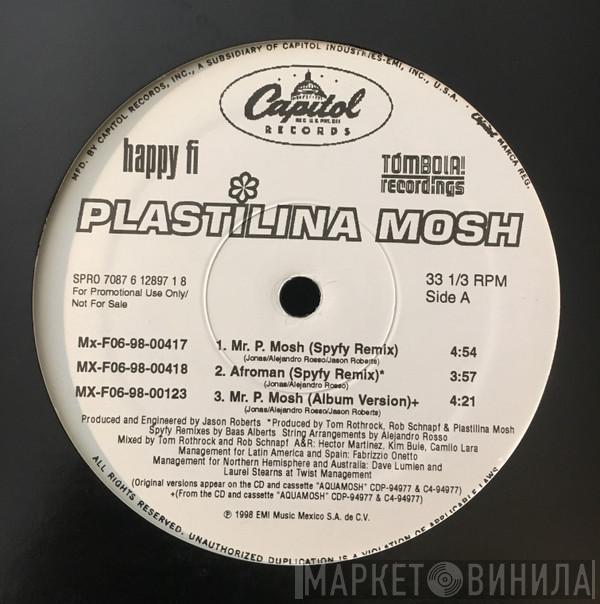 MFD. BY CAPITOL RECORDS, INC., A SUBSIDIARY OF CAPITOL INDUSTRIES-EMI, INC., U.S.A. · Capitol MARCA REG.
Capitol
RECORDS
happy fi
TÓMBOLA!
recordings
PLASTILINA MOSH
SPRO 7087 6 12897 1 8
For Promotional Use Only/
Not For Sale
33 1/3 RPM
Side A
Mx-F06-98-00417 1. Mr. P. Mosh (Spyfy Remix) 4:54
(Jonas/Alejandro Rosso/Jason Roberts)
MX-F06-98-00418 2. Afroman (Spyfy Remix)* 3:57
(Jonas/Alejandro Rosso)
MX-F06-98-00123 3. Mr. P. Mosh (Album Version)+ 4:21
(Jonas/Alejandro Rosso/Jason Roberts)
Produced and Engineered by Jason Roberts *Produced by Tom Rothrock, Rob Schnapf & Plastilina Mosh
Spyfy Remixes by Baas Alberts String Arrangements by Alejandro Rosso
Mixed by Tom Rothrock and Rob Schnapf A&R: Hector Martinez, Kim Buie, Camilo Lara
Management for Latin America and Spain: Fabrizzio Onetto
Management for Northern Hemisphere and Australia: Dave Lumien and
Laurel Stearns at Twist Management
(Original versions appear on the CD and cassette "AQUAMOSH" CDP-94977 & C4-94977)
+(From the CD and cassette "AQUAMOSH" CDP-94977 & C4-94977)
℗ 1998 EMI Music Mexico S.A. de C.V.
ALL RIGHTS RESERVED. UNAUTHORIZED DUPLICATION IS A VIOLATION OF APPLICABLE LAWS.
МАРКЕТ ВИНИЛА